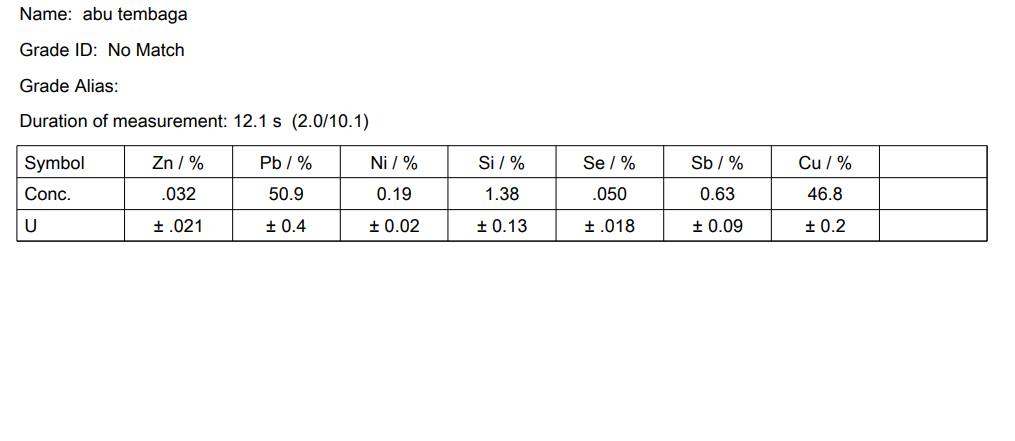 Name: abu tembaga
Grade ID: No Match
Grade Alias:
Duration of measurement: 12.1 s (2.0/10.1)
Symbol Zn / % Pb / % Ni / % Si / % Se / % Sb / % Cu / %
Conc. .032 50.9 0.19 1.38 .050 0.63 46.8
U ± .021 ± 0.4 ± 0.02 ± 0.13 ± .018 ± 0.09 ± 0.2